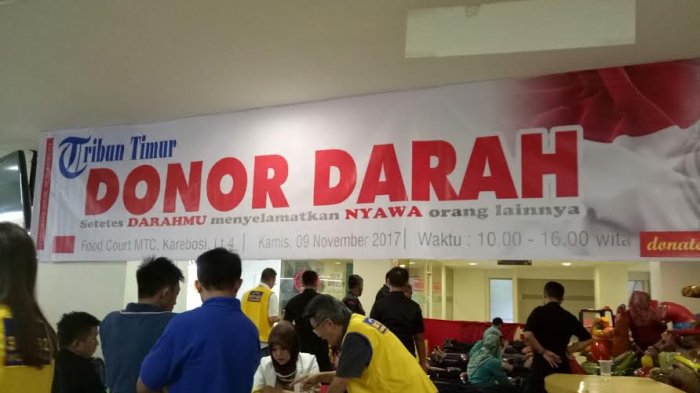 Tribun Timur
DONOR DARAH
Setetes DARAHMU menyelamatkan NYAWA orang lainnya
Food Court MTC, Karebosi, Lt.4 | Kamis, 09 November 2017 | Waktu : 10.00 - 16.00 wita